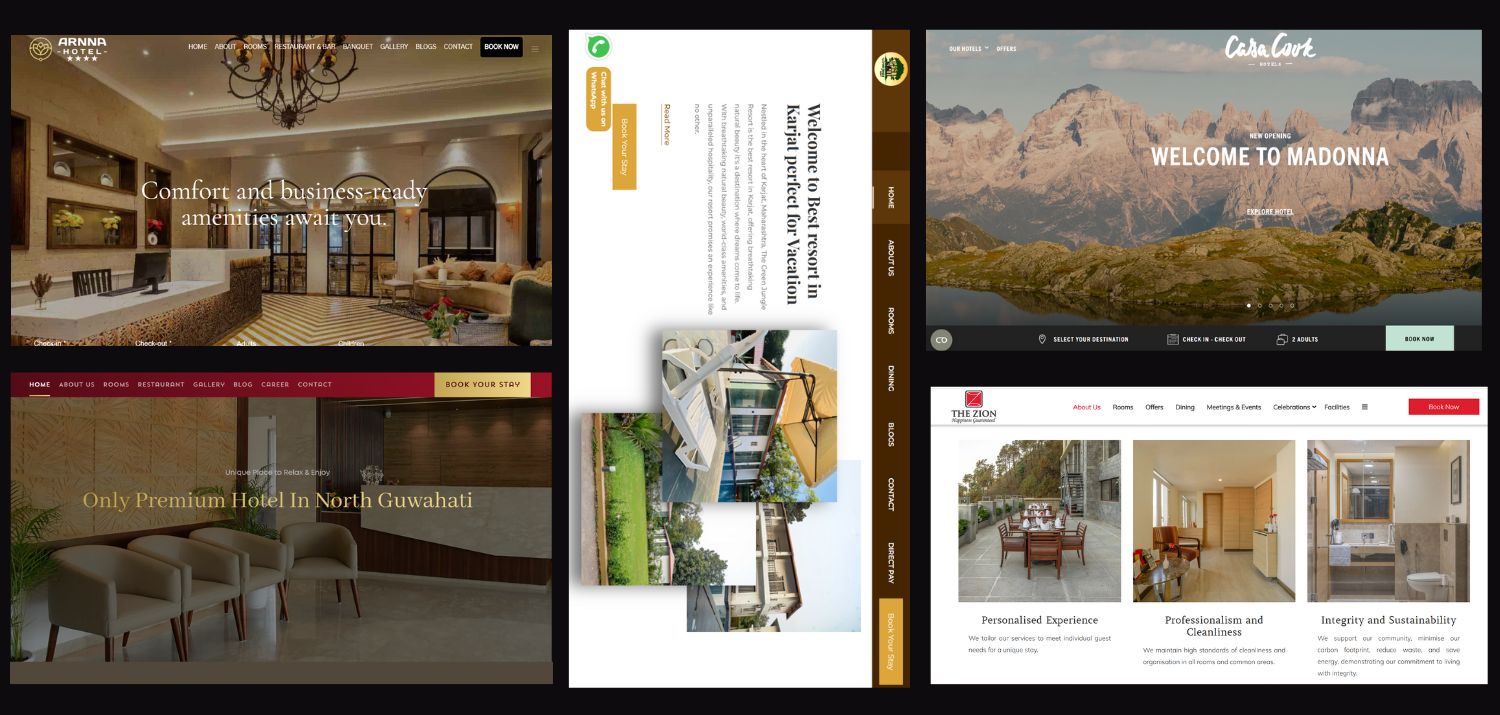 ARNNA
-HOTEL-
HOME ABOUT ROOMS RESTAURANT & BAR BANQUET GALLERY BLOGS CONTACT BOOK NOW
Comfort and business-ready
amenities await you.
Check-in * Check-out * Adults Children
HOME ABOUT US ROOMS RESTAURANT GALLERY BLOG CAREER CONTACT BOOK YOUR STAY
Unique Place to Relax & Enjoy
Only Premium Hotel In North Guwahati
HOME ABOUT US ROOMS DINING BLOGS CONTACT DIRECT PAY Book Your Stay
Welcome to Best resort in
Karjat perfect for Vacation
Nestled in the heart of Karjat, Maharashtra, The Green Jungle
Resort is the best resort in Karjat, offering breathtaking
natural beauty it's a destination where dreams come to life.
With breathtaking natural beauty, world-class amenities, and
unparalleled hospitality, our resort promises an experience like
no other.
Read More
Book Your Stay
Chat with us on
WhatsApp
OUR HOTELS OFFERS
Casa Cook
HOTELS
NEW OPENING
WELCOME TO MADONNA
EXPLORE HOTEL
SELECT YOUR DESTINATION CHECK IN - CHECK OUT 2 ADULTS BOOK NOW
THE ZION
Happiness Guaranteed
About Us Rooms Offers Dining Meetings & Events Celebrations Facilities Book Now
Personalised Experience
We tailor our services to meet individual guest
needs for a unique stay.
Professionalism and
Cleanliness
We maintain high standards of cleanliness and
organisation in all rooms and common areas.
Integrity and Sustainability
We support our community, minimise our
carbon footprint, reduce waste, and save
energy, demonstrating our commitment to living
with integrity.